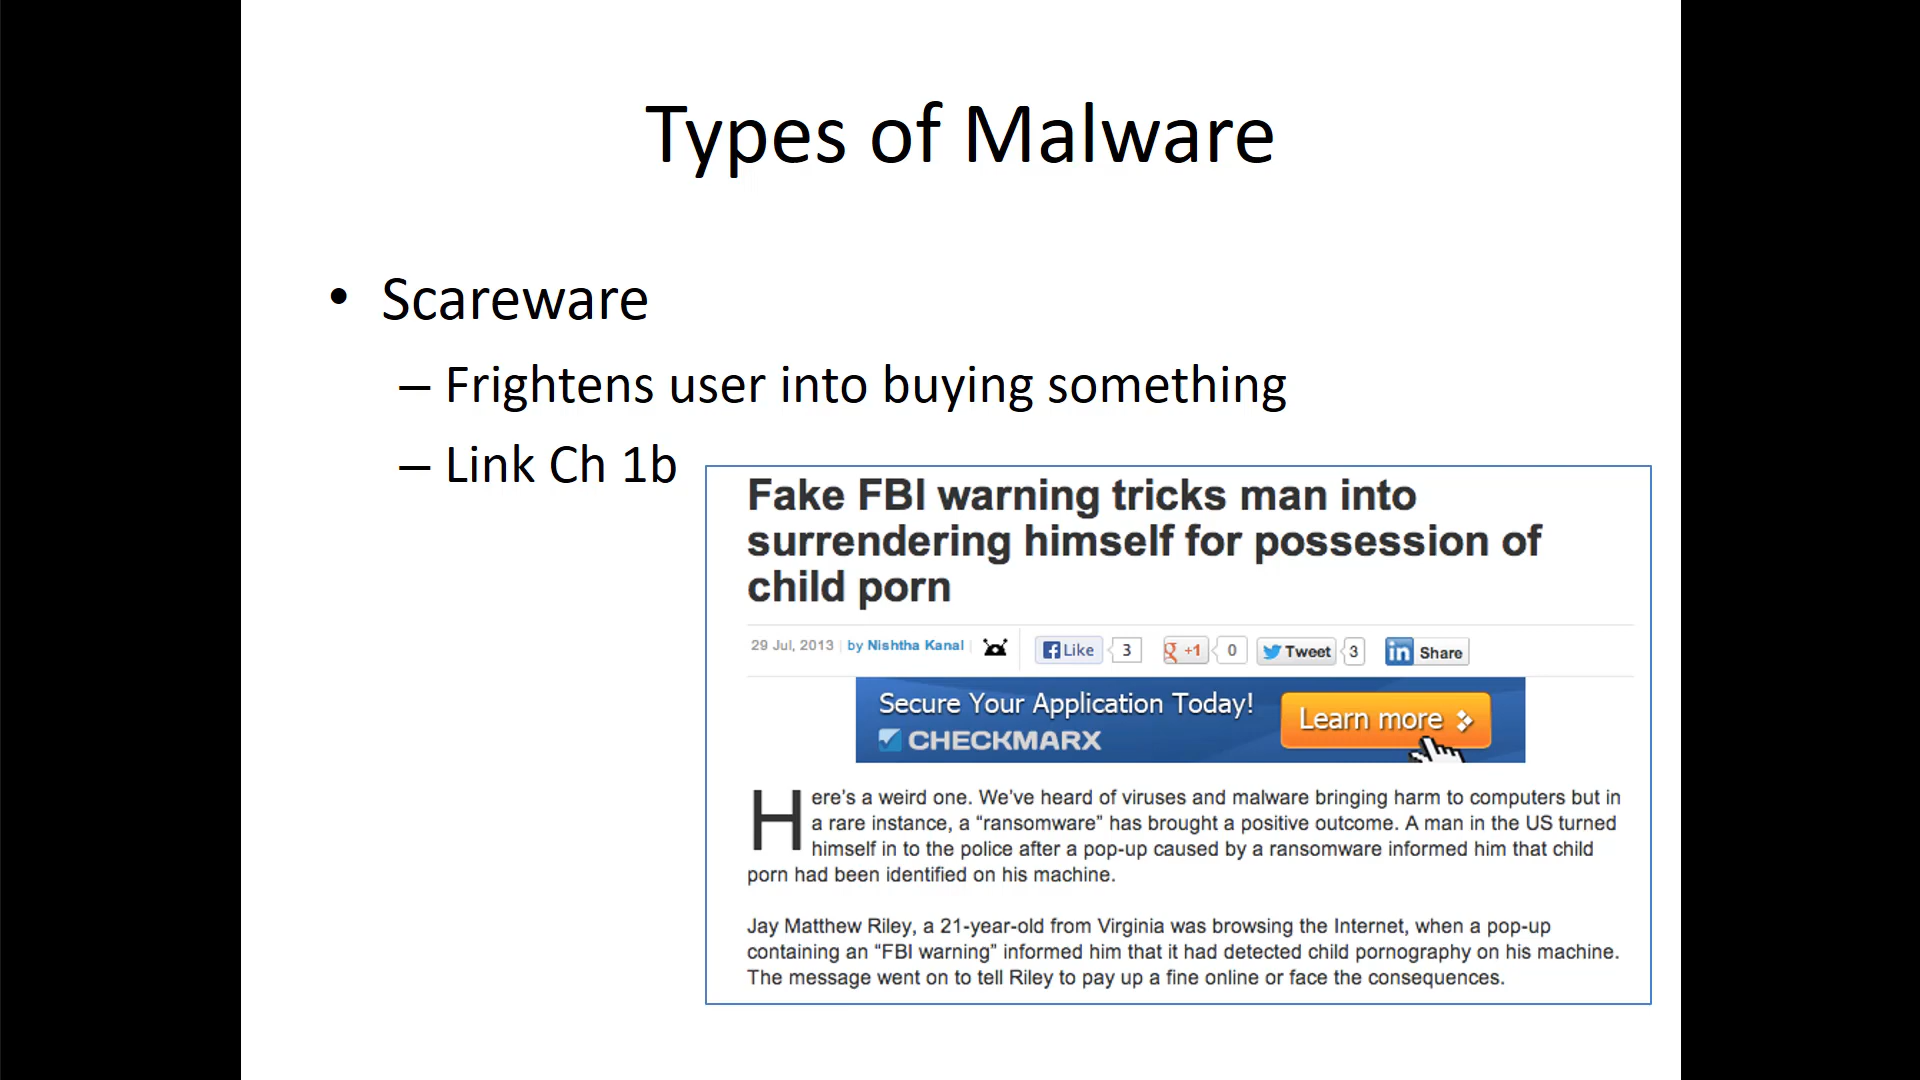 Types of Malware
• Scareware
– Frightens user into buying something
– Link Ch 1b
Fake FBI warning tricks man into
surrendering himself for possession of
child porn
29 Jul, 2013 | by Nishtha Kanal | Like 3 +1 0 Tweet 3 in Share
Secure Your Application Today!
Learn more
CHECKMARX
Here's a weird one. We've heard of viruses and malware bringing harm to computers but in
a rare instance, a “ransomware” has brought a positive outcome. A man in the US turned
himself in to the police after a pop-up caused by a ransomware informed him that child
porn had been identified on his machine.
Jay Matthew Riley, a 21-year-old from Virginia was browsing the Internet, when a pop-up
containing an “FBI warning” informed him that it had detected child pornography on his machine.
The message went on to tell Riley to pay up a fine online or face the consequences.